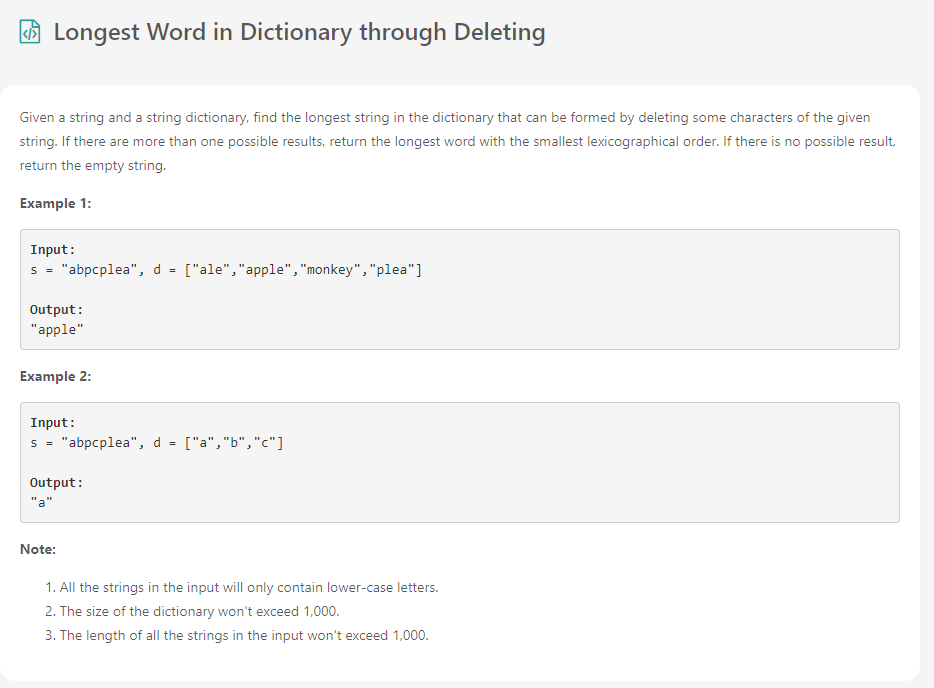 Longest Word in Dictionary through Deleting
Given a string and a string dictionary, find the longest string in the dictionary that can be formed by deleting some characters of the given
string. If there are more than one possible results, return the longest word with the smallest lexicographical order. If there is no possible result,
return the empty string.
Example 1:
Input:
s = "abpcplea", d = ["ale","apple","monkey","plea"]
Output:
"apple"
Example 2:
Input:
s = "abpcplea", d = ["a","b","c"]
Output:
"a"
Note:
1. All the strings in the input will only contain lower-case letters.
2. The size of the dictionary won't exceed 1,000.
3. The length of all the strings in the input won't exceed 1,000.